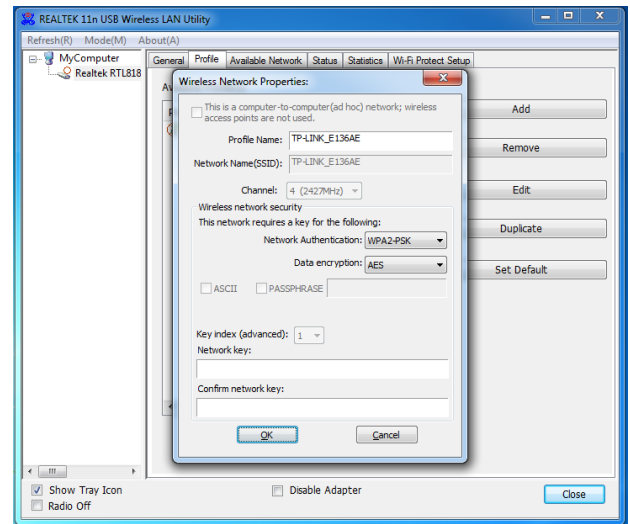 REALTEK 11n USB Wireless LAN Utility
Refresh(R) Mode(M) About(A)
MyComputer
Realtek RTL818
General Profile Available Network Status Statistics Wi-Fi Protect Setup
Wireless Network Properties:
This is a computer-to-computer(ad hoc) network; wireless
access points are not used.
Profile Name: TP-LINK_E136AE
Network Name(SSID): TP-LINK_E136AE
Channel: 4 (2427MHz)
Wireless network security
This network requires a key for the following:
Network Authentication: WPA2-PSK
Data encryption: AES
ASCII PASSPHRASE
Key index (advanced): 1
Network key:
Confirm network key:
OK Cancel
Add
Remove
Edit
Duplicate
Set Default
Show Tray Icon
Radio Off
Disable Adapter
Close